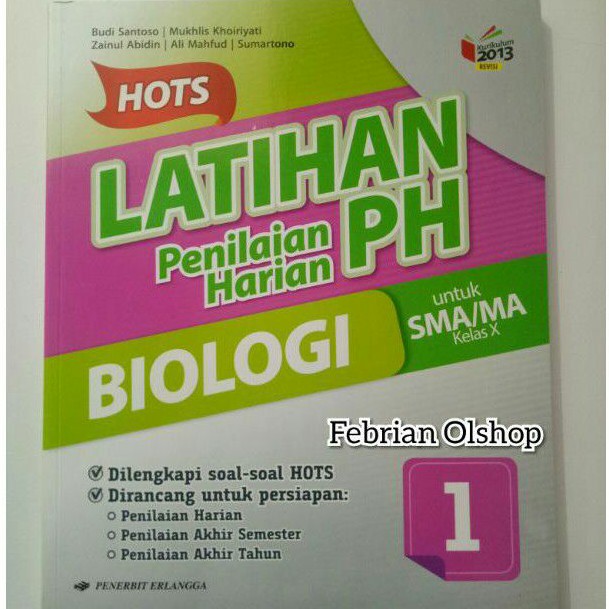 Budi Santoso | Mukhlis Khoiriyati
Zainul Abidin | Ali Mahfud | Sumartono
Kurikulum
2013
REVISI
HOTS
LATIHAN
Penilaian
Harian
PH
BIOLOGI
untuk
SMA/MA
Kelas X
Febrian Olshop
Dilengkapi soal-soal HOTS
Dirancang untuk persiapan:
Penilaian Harian
Penilaian Akhir Semester
Penilaian Akhir Tahun
1
PENERBIT ERLANGGA